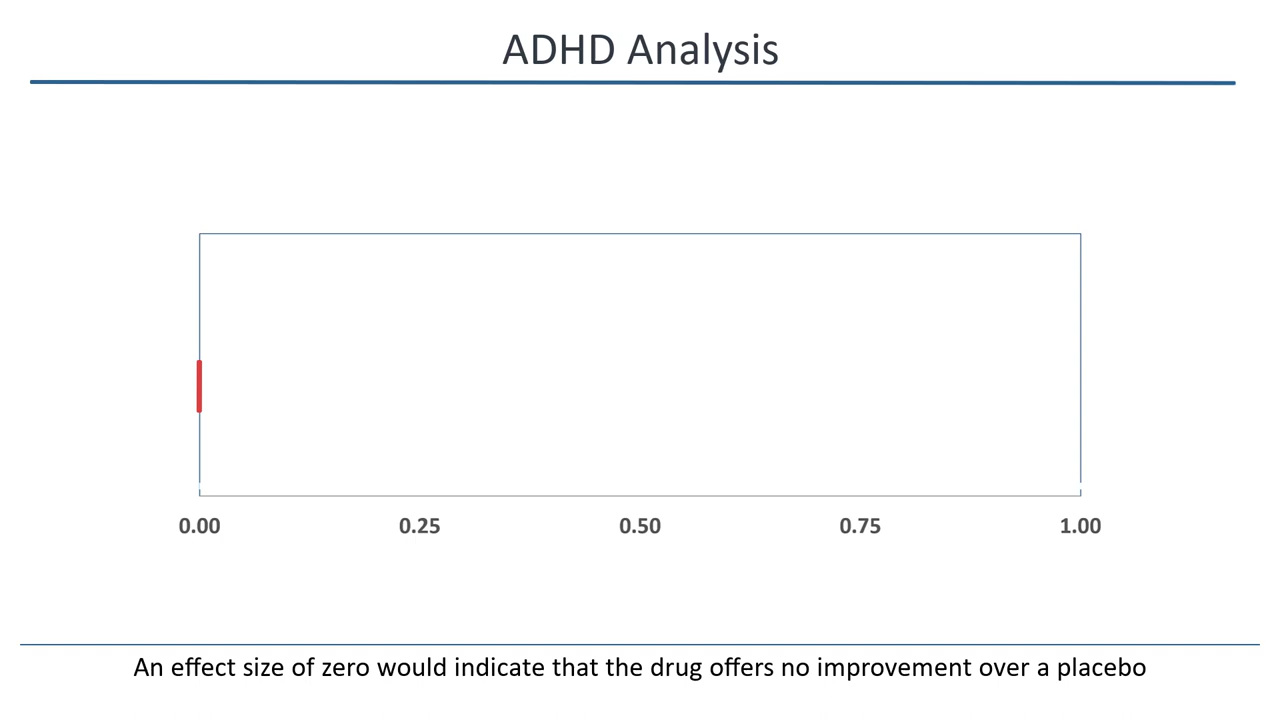 ADHD Analysis
0.00 0.25 0.50 0.75 1.00
An effect size of zero would indicate that the drug offers no improvement over a placebo